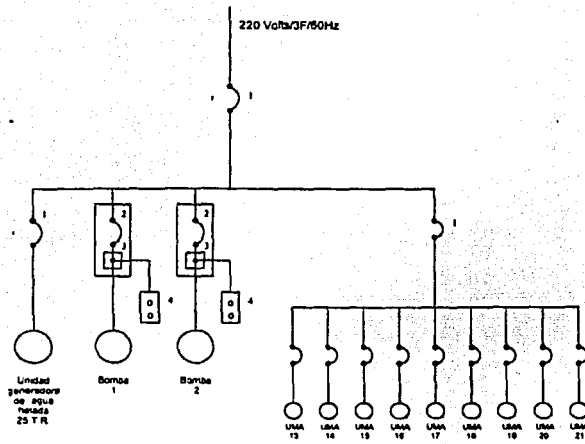 220 Volts/3F/60Hz
1
1
2
2
1
3
3
4
4
Unidad
generadora
de agua
helada
25 T.R.
Bomba
1
Bomba
2
UMA
13
UMA
14
UMA
15
UMA
16
UMA
17
UMA
18
UMA
19
UMA
20
UMA
21